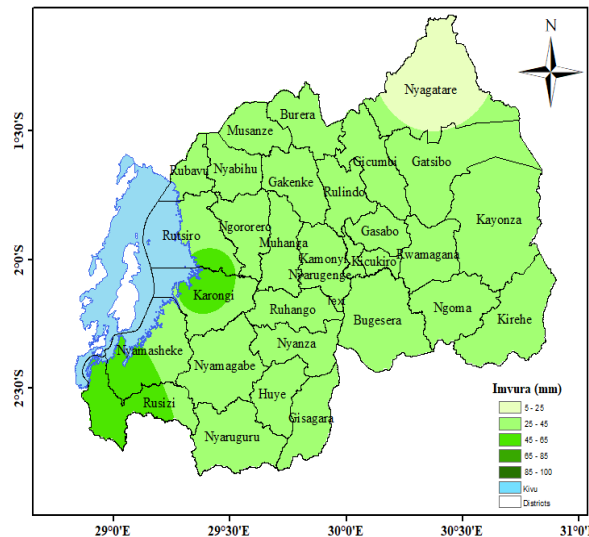 N
Nyagatare
Burera
Musanze
Gicumbi
Gatsibo
Rubavu
Nyabihu
Gakenke
Rulindo
Kayonza
Ngororero
Rutsiro
Gasabo
Muhanga
Kamonyi
Kwamagana
Kicukiro
Nyarugenge
Karongi
Text
Ruhango
Bugesera
Ngoma
Kirehe
Nyamasheke
Nyanza
Nyamagabe
Huye
Rusizi
Gisagara
Nyaruguru
1°30'S
2°0'S
2°30'S
Imvura (mm)
5 - 25
25 - 45
45 - 65
65 - 85
85 - 100
Kivu
Districts
29°0'E
29°30'E
30°0'E
30°30'E
31°0'